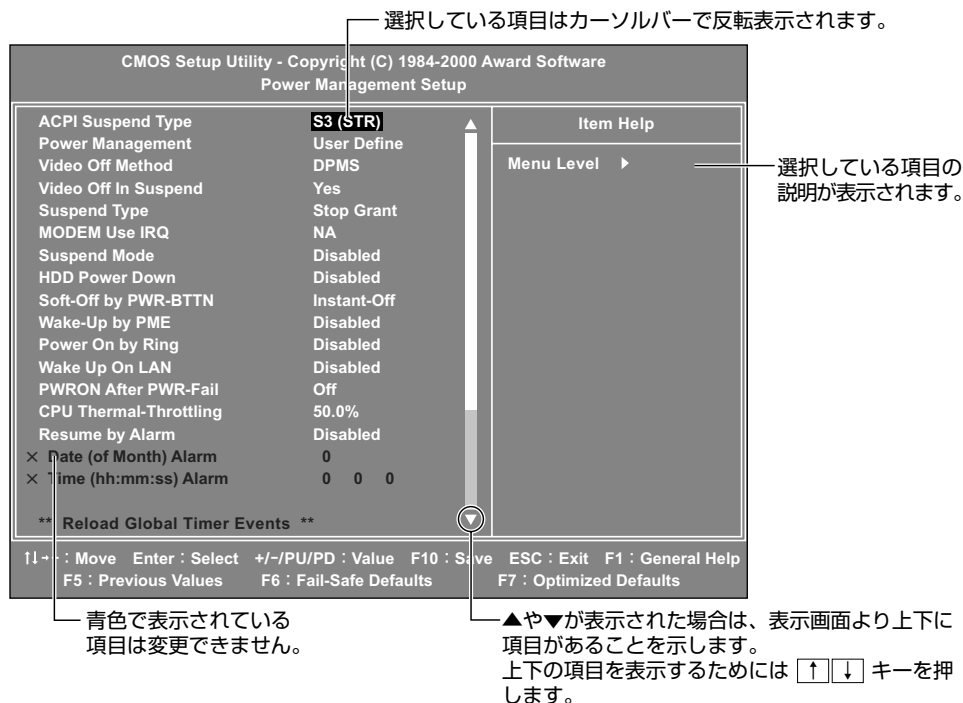 選択している項目はカーソルバーで反転表示されます。
CMOS Setup Utility - Copyright (C) 1984-2000 Award Software
Power Management Setup
ACPI Suspend Type S3 (STR)
Power Management User Define
Video Off Method DPMS
Video Off In Suspend Yes
Suspend Type Stop Grant
MODEM Use IRQ NA
Suspend Mode Disabled
HDD Power Down Disabled
Soft-Off by PWR-BTTN Instant-Off
Wake-Up by PME Disabled
Power On by Ring Disabled
Wake Up On LAN Disabled
PWRON After PWR-Fail Off
CPU Thermal-Throttling 50.0%
Resume by Alarm Disabled
× Date (of Month) Alarm 0
× Time (hh:mm:ss) Alarm 0 0 0
** Reload Global Timer Events **
Item Help
Menu Level ▶
選択している項目の
説明が表示されます。
↑↓→←:Move Enter:Select +/-/PU/PD:Value F10:Save ESC:Exit F1:General Help
F5:Previous Values F6:Fail-Safe Defaults F7:Optimized Defaults
青色で表示されている
項目は変更できません。
▲や▼が表示された場合は、表示画面より上下に
項目があることを示します。
上下の項目を表示するためには ↑ ↓ キーを押
します。